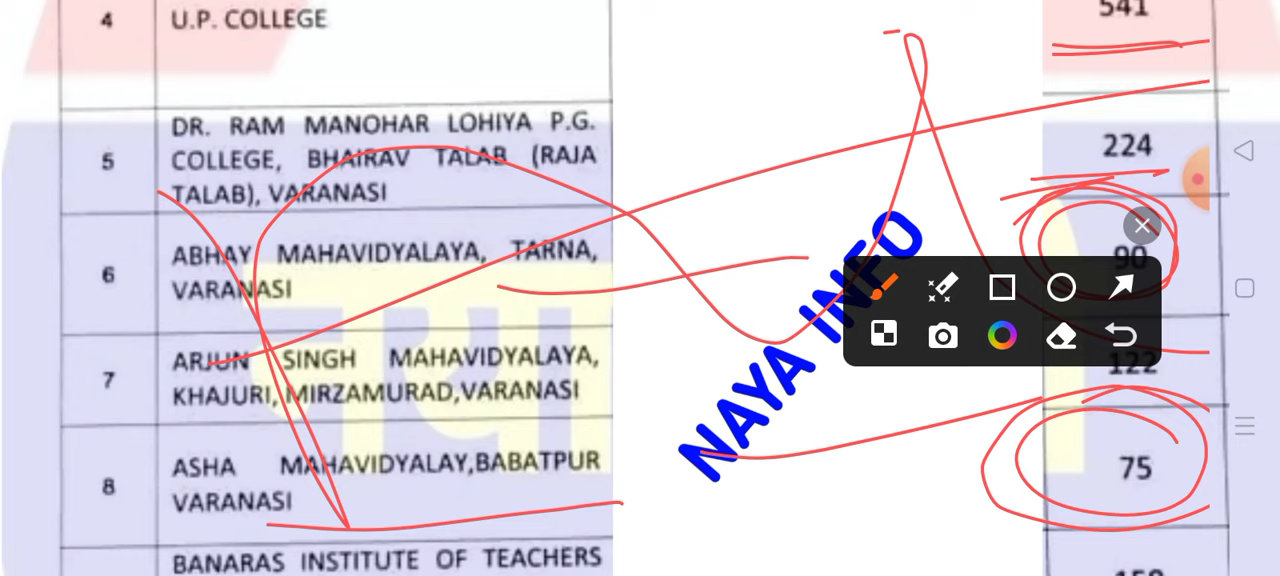 4 U.P. COLLEGE 541
5 DR. RAM MANOHAR LOHIYA P.G.
COLLEGE, BHAIRAV TALAB (RAJA
TALAB), VARANASI 224
6 ABHAY MAHAVIDYALAYA, TARNA,
VARANASI 90
7 ARJUN SINGH MAHAVIDYALAYA,
KHAJURI, MIRZAMURAD,VARANASI 122
8 ASHA MAHAVIDYALAY,BABATPUR
VARANASI 75
BANARAS INSTITUTE OF TEACHERS
NAYA INFO